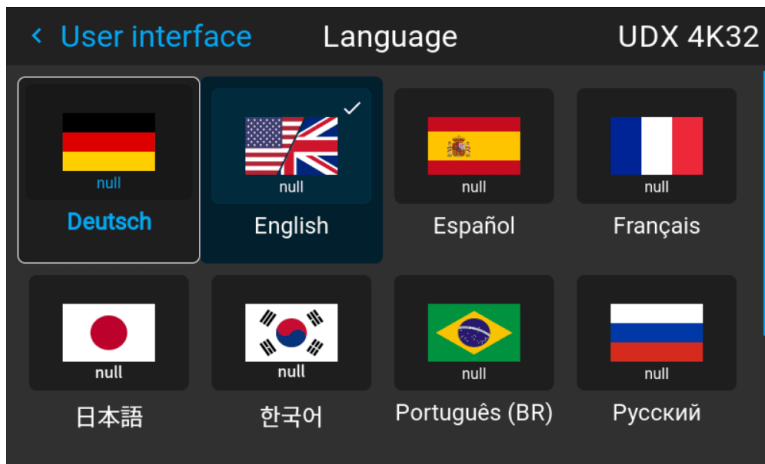 User interface Language UDX 4K32
null null null null
Deutsch English Español Français
null null null null
日本語 한국어 Português (BR) Русский